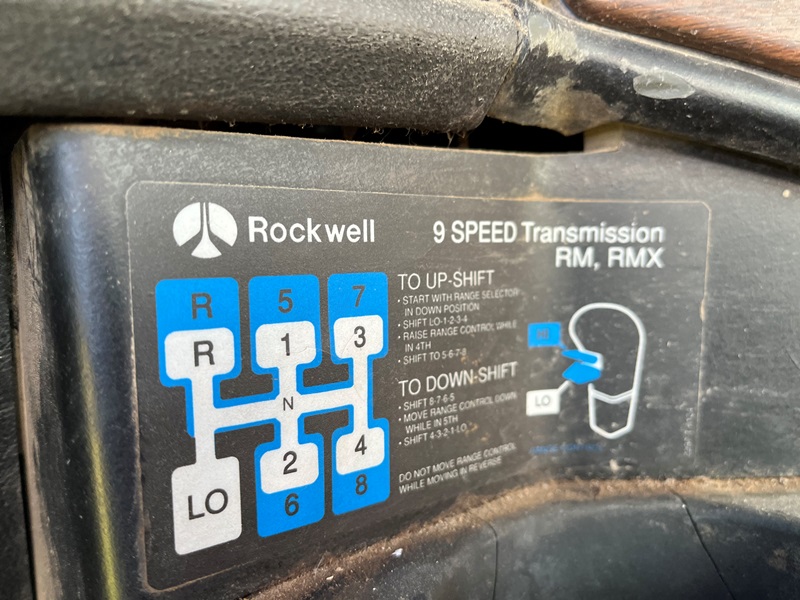 Rockwell
9 SPEED Transmission
RM, RMX
R 5 7
R 1 3
N
LO 2 4
6 8
TO UP-SHIFT
• START WITH RANGE SELECTOR
IN DOWN POSITION
• SHIFT LO-1-2-3-4
• RAISE RANGE CONTROL WHILE
IN 4TH
• SHIFT TO 5-6-7-8
TO DOWN-SHIFT
• SHIFT 8-7-6-5
• MOVE RANGE CONTROL DOWN
WHILE IN 5TH
• SHIFT 4-3-2-1-LO
DO NOT MOVE RANGE CONTROL
WHILE MOVING IN REVERSE
HI
LO